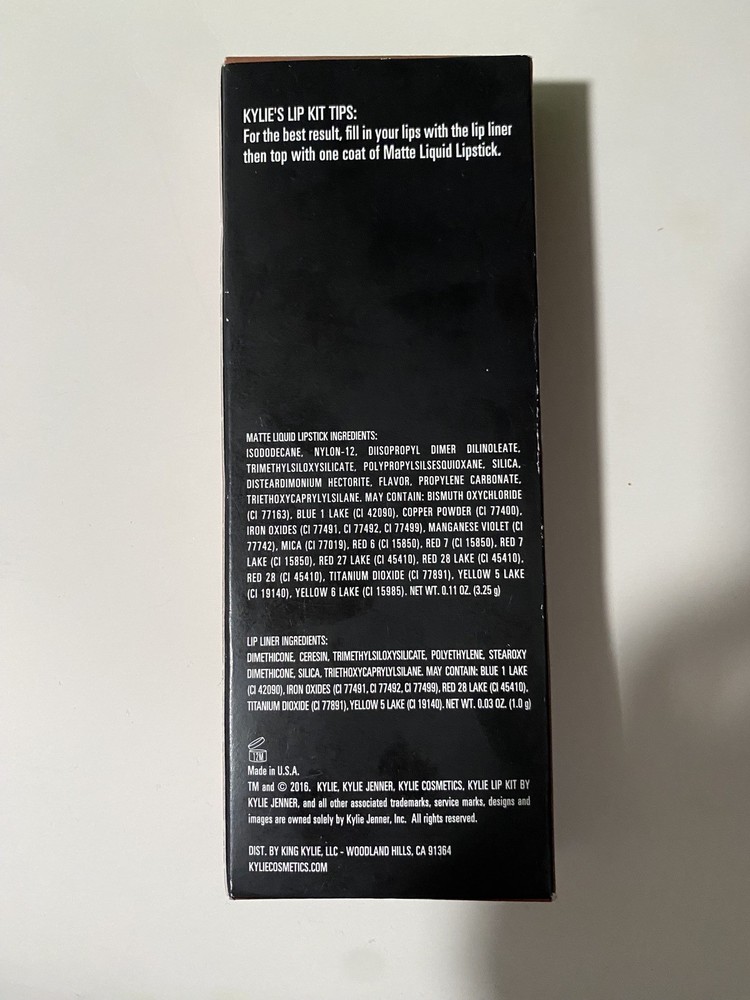 KYLIE'S LIP KIT TIPS:
For the best result, fill in your lips with the lip liner
then top with one coat of Matte Liquid Lipstick.
MATTE LIQUID LIPSTICK INGREDIENTS:
ISODODECANE, NYLON-12, DIISOPROPYL DIMER DILINOLEATE,
TRIMETHYLSILOXYSILICATE, POLYPROPYLSILSESQUIOXANE, SILICA,
DISTEARDIMONIUM HECTORITE, FLAVOR, PROPYLENE CARBONATE,
TRIETHOXYCAPRYLYLSILANE. MAY CONTAIN: BISMUTH OXYCHLORIDE
(CI 77163), BLUE 1 LAKE (CI 42090), COPPER POWDER (CI 77400),
IRON OXIDES (CI 77491, CI 77492, CI 77499), MANGANESE VIOLET (CI
77742), MICA (CI 77019), RED 6 (CI 15850), RED 7 (CI 15850), RED 7
LAKE (CI 15850), RED 27 LAKE (CI 45410), RED 28 LAKE (CI 45410),
RED 28 (CI 45410), TITANIUM DIOXIDE (CI 77891), YELLOW 5 LAKE
(CI 19140), YELLOW 6 LAKE (CI 15985). NET WT. 0.11 OZ. (3.25 g)
LIP LINER INGREDIENTS:
DIMETHICONE, CERESIN, TRIMETHYLSILOXYSILICATE, POLYETHYLENE, STEAROXY
DIMETHICONE, SILICA, TRIETHOXYCAPRYLYLSILANE. MAY CONTAIN: BLUE 1 LAKE
(CI 42090), IRON OXIDES (CI 77491, CI 77492, CI 77499), RED 28 LAKE (CI 45410),
TITANIUM DIOXIDE (CI 77891), YELLOW 5 LAKE (CI 19140). NET WT. 0.03 OZ. (1.0 g)
12M
Made in U.S.A.
TM and © 2016. KYLIE, KYLIE JENNER, KYLIE COSMETICS, KYLIE LIP KIT BY
KYLIE JENNER, and all other associated trademarks, service marks, designs and
images are owned solely by Kylie Jenner, Inc. All rights reserved.
DIST. BY KING KYLIE, LLC - WOODLAND HILLS, CA 91364
KYLIECOSMETICS.COM